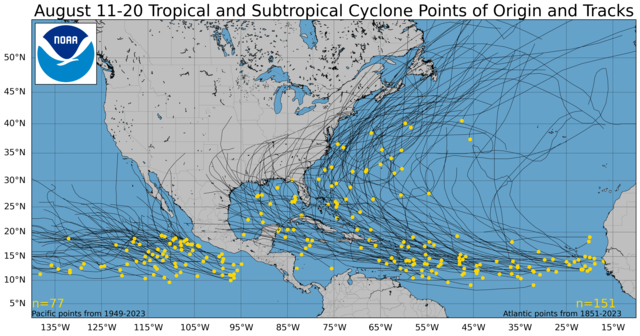 August 11-20 Tropical and Subtropical Cyclone Points of Origin and Tracks
NOAA
50°N
45°N
40°N
35°N
30°N
25°N
20°N
15°N
10°N
5°N
n=77
n=151
Pacific points from 1949-2023
Atlantic points from 1851-2023
135°W 125°W 115°W 105°W 95°W 85°W 75°W 65°W 55°W 45°W 35°W 25°W 15°W